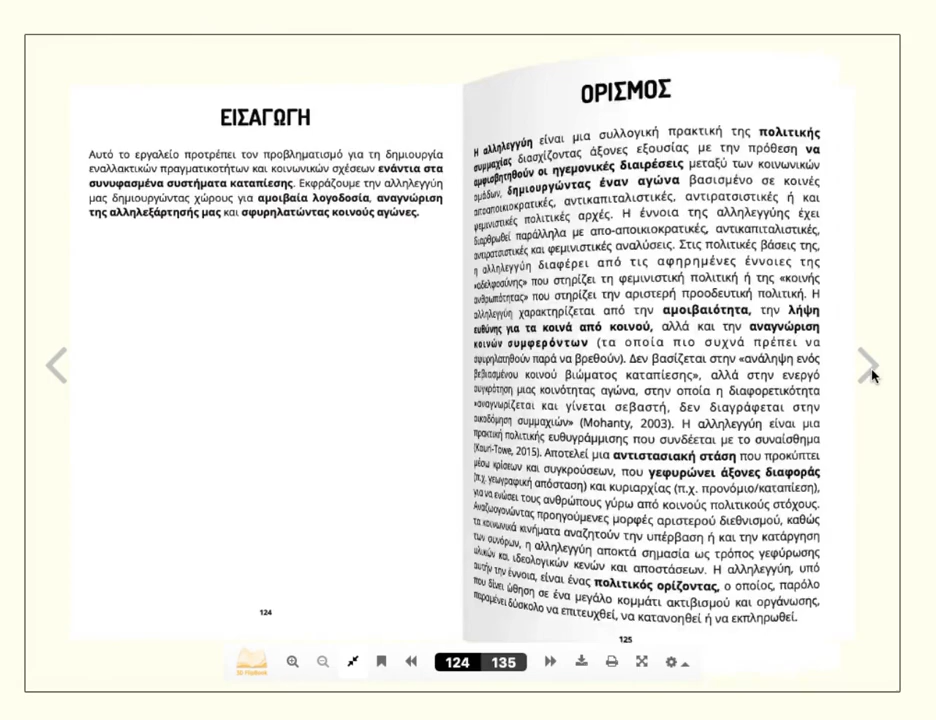 ΕΙΣΑΓΩΓΗ
Αυτό το εργαλείο προτρέπει τον προβληματισμό για τη δημιουργία
εναλλακτικών πραγματικοτήτων και κοινωνικών σχέσεων ενάντια στα
συνυφασμένα συστήματα καταπίεσης. Εκφράζουμε την αλληλεγγύη
μας δημιουργώντας χώρους για αμοιβαία λογοδοσία, αναγνώριση
της αλληλεξάρτησής μας και σφυρηλατώντας κοινούς αγώνες.
124
ΟΡΙΣΜΟΣ
Η αλληλεγγύη είναι μια συλλογική πρακτική της πολιτικής
συμμαχίας διασχίζοντας άξονες εξουσίας με την πρόθεση να
αμφισβητηθούν οι ηγεμονικές διαιρέσεις μεταξύ των κοινωνικών
ομάδων, δημιουργώντας έναν αγώνα βασισμένο σε κοινές
αποαποικιοκρατικές, αντικαπιταλιστικές, αντιρατσιστικές ή και
φεμινιστικές πολιτικές αρχές. Η έννοια της αλληλεγγύης έχει
διαρθρωθεί παράλληλα με απο-αποικιοκρατικές, αντικαπιταλιστικές,
αντιρατσιστικές και φεμινιστικές αναλύσεις. Στις πολιτικές βάσεις της,
η αλληλεγγύη διαφέρει από τις αφηρημένες έννοιες της
«αδελφοσύνης» που στηρίζει τη φεμινιστική πολιτική ή της «κοινής
ανθρωπότητας» που στηρίζει την αριστερή προοδευτική πολιτική. Η
αλληλεγγύη χαρακτηρίζεται από την αμοιβαιότητα, την λήψη
ευθύνης για τα κοινά από κοινού, αλλά και την αναγνώριση
κοινών συμφερόντων (τα οποία πιο συχνά πρέπει να
σφυρηλατηθούν παρά να βρεθούν). Δεν βασίζεται στην «ανάληψη ενός
βεβιασμένου κοινού βιώματος καταπίεσης», αλλά στην ενεργό
συγκρότηση μιας κοινότητας αγώνα, στην οποία η διαφορετικότητα
«αναγνωρίζεται και γίνεται σεβαστή, δεν διαγράφεται στην
οικοδόμηση συμμαχιών» (Mohanty, 2003). Η αλληλεγγύη είναι μια
πρακτική πολιτικής ευθυγράμμισης που συνδέεται με το συναίσθημα
(Kouri-Towe, 2015). Αποτελεί μια αντιστασιακή στάση που προκύπτει
μέσω κρίσεων και συγκρούσεων, που γεφυρώνει άξονες διαφοράς
(π.χ. γεωγραφική απόσταση) και κυριαρχίας (π.χ. προνόμιο/καταπίεση),
για να ενώσει τους ανθρώπους γύρω από κοινούς πολιτικούς στόχους.
Αναζωογονώντας προηγούμενες μορφές αριστερού διεθνισμού, καθώς
τα κοινωνικά κινήματα αναζητούν την υπέρβαση ή και την κατάργηση
των συνόρων, η αλληλεγγύη αποκτά σημασία ως τρόπος γεφύρωσης
υλικών και ιδεολογικών κενών και αποστάσεων. Η αλληλεγγύη, υπό
αυτήν την έννοια, είναι ένας πολιτικός ορίζοντας, ο οποίος, παρόλο
που δίνει ώθηση σε ένα μεγάλο κομμάτι ακτιβισμού και οργάνωσης,
παραμένει δύσκολο να επιτευχθεί, να κατανοηθεί ή να εκπληρωθεί.
125
124 135
3D FlipBook